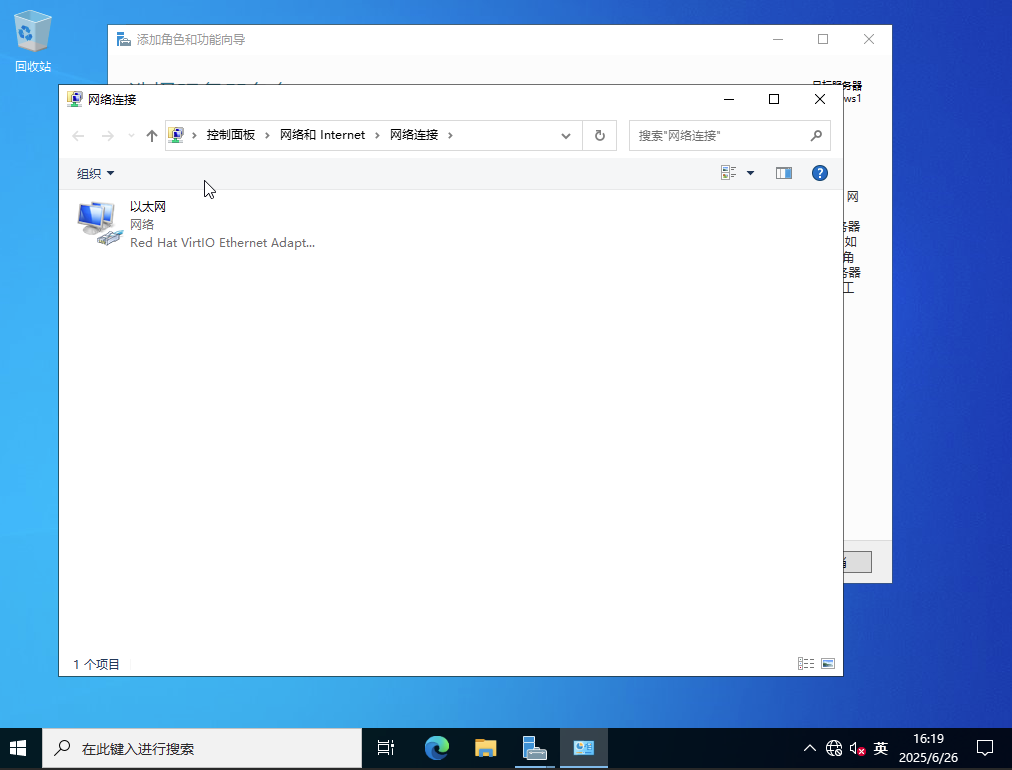 回收站
添加角色和功能向导
网络连接
控制面板 网络和 Internet 网络连接
搜索"网络连接"
组织
以太网
网络
Red Hat VirtIO Ethernet Adapt...
目标服务器
ws1
网
务器
如
角
务器
工
1 个项目
在此键入进行搜索
英
16:19
2025/6/26